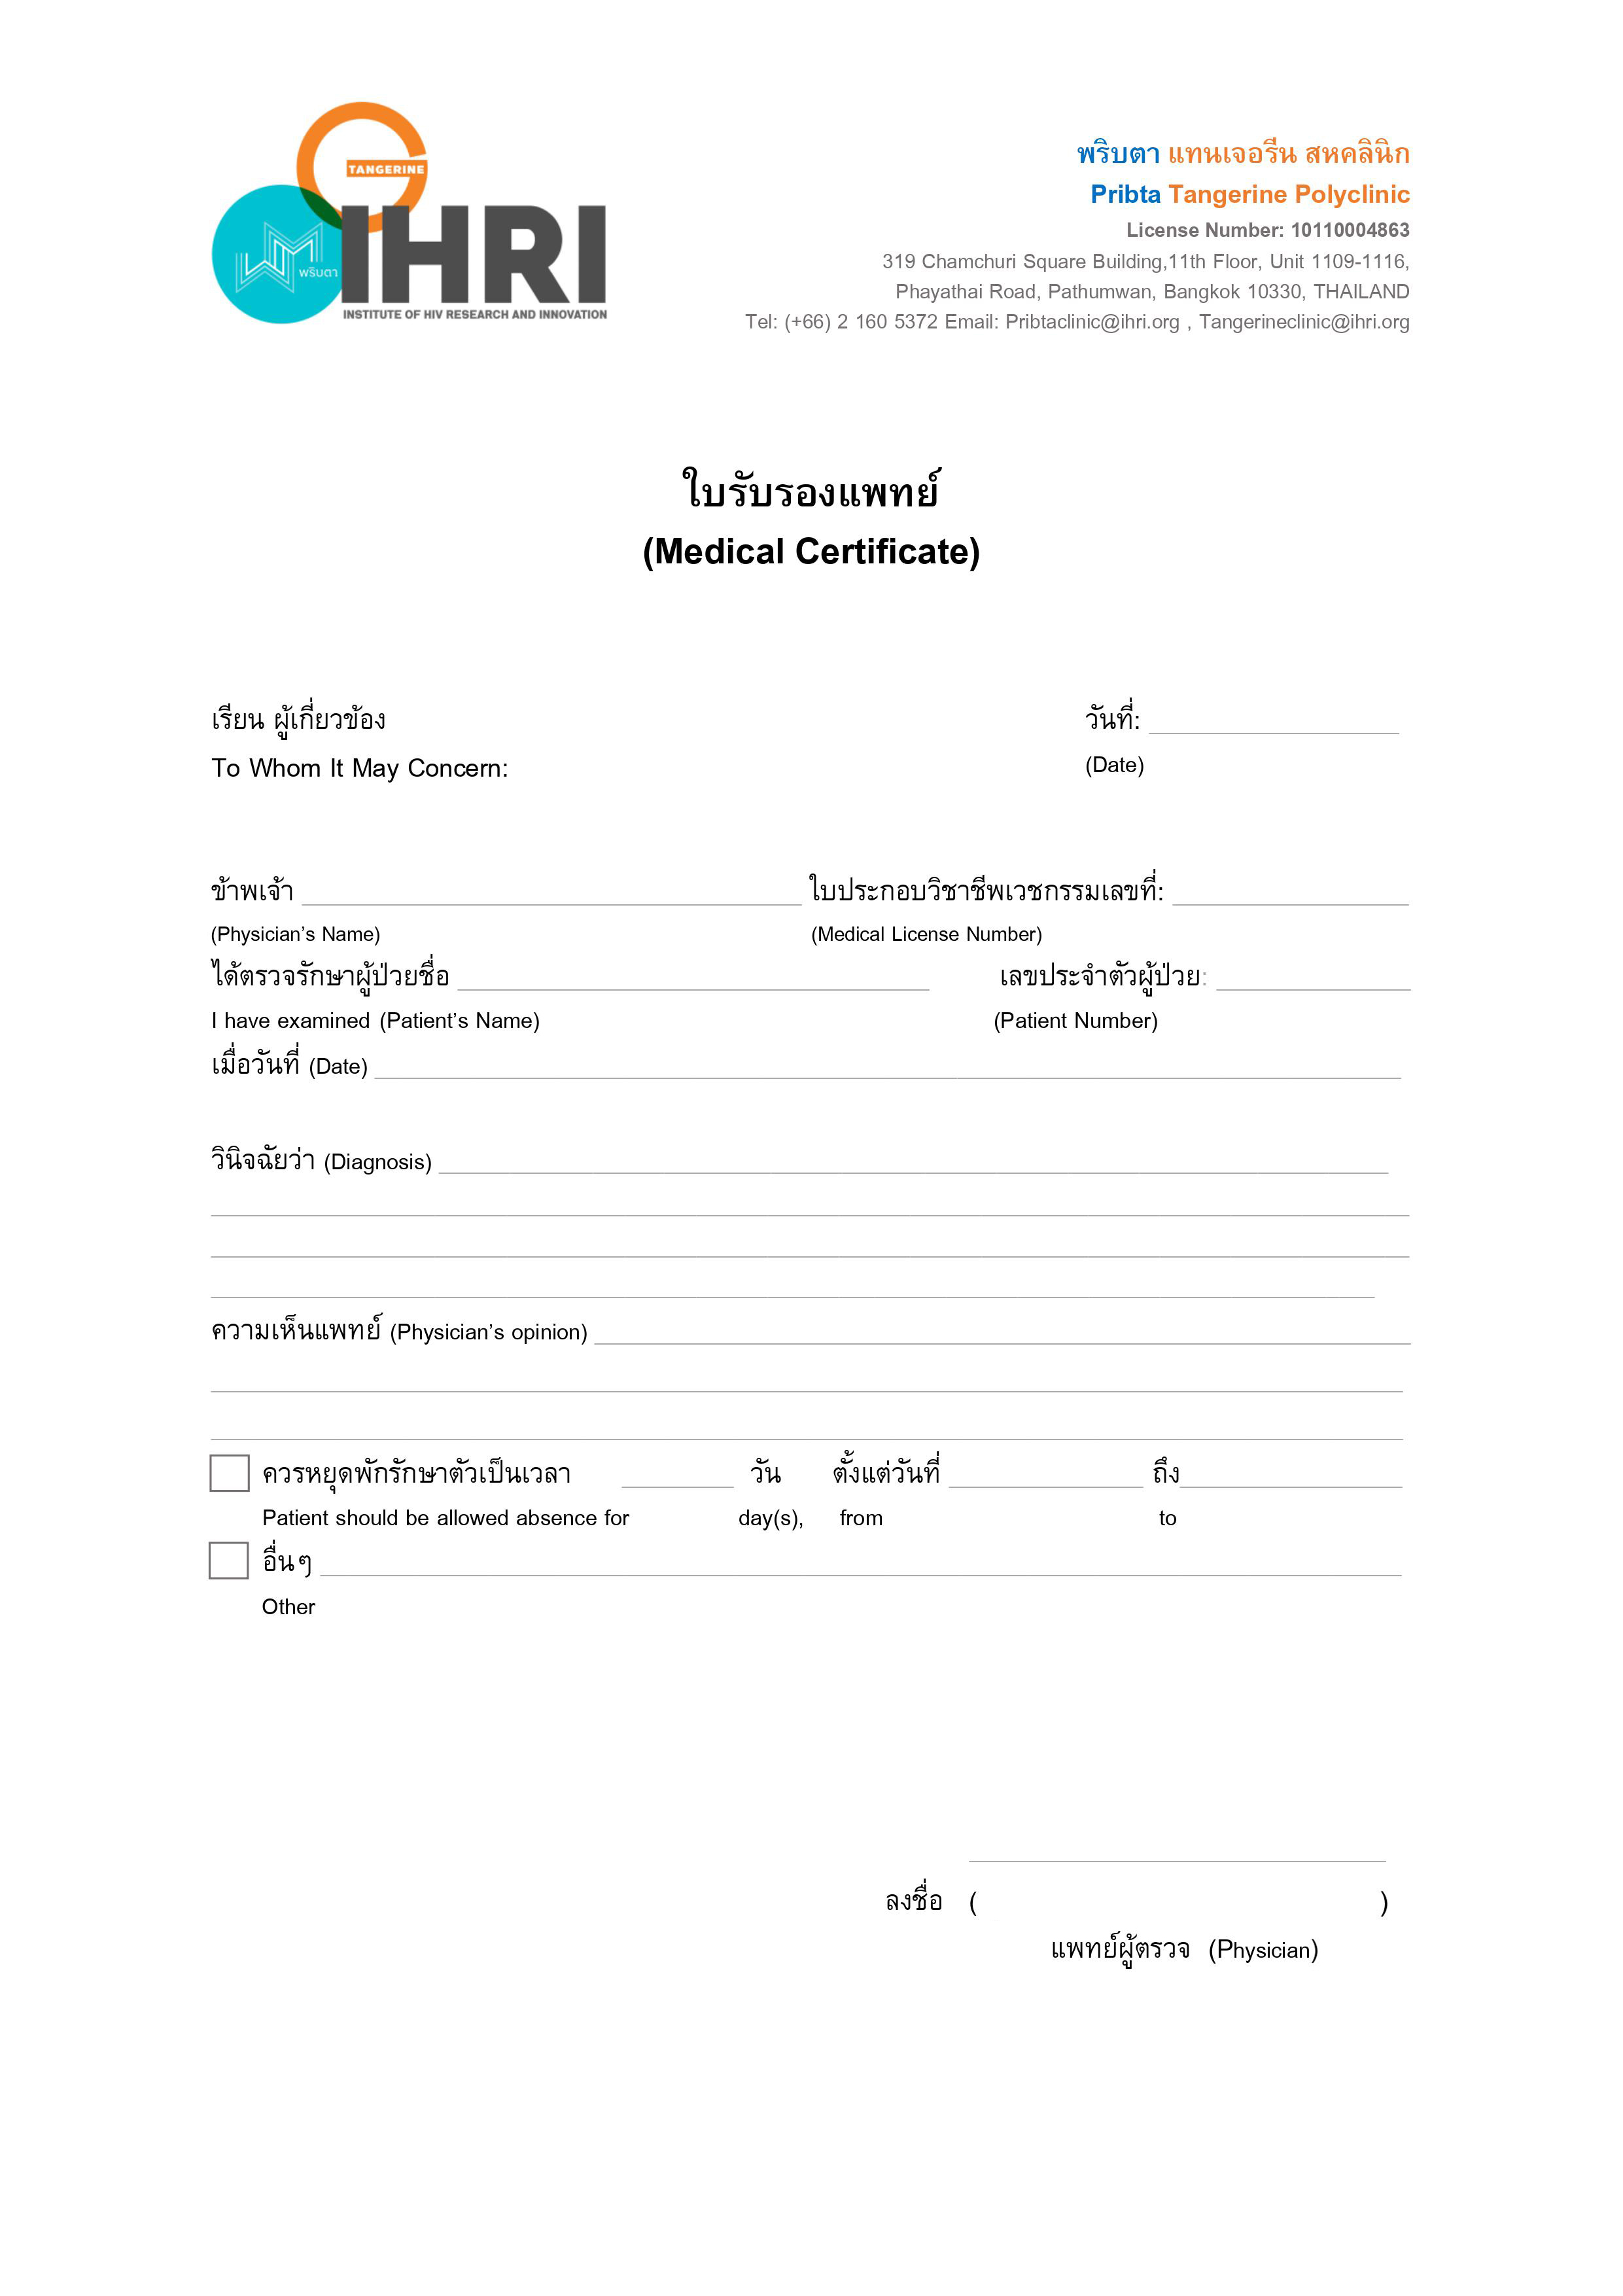 TANGERINE
พริบตา
IHRI
INSTITUTE OF HIV RESEARCH AND INNOVATION
พริบตา แทนเจอรีน สหคลินิก
Pribta Tangerine Polyclinic
License Number: 10110004863
319 Chamchuri Square Building,11th Floor, Unit 1109-1116,
Phayathai Road, Pathumwan, Bangkok 10330, THAILAND
Tel: (+66) 2 160 5372 Email: Pribtaclinic@ihri.org , Tangerineclinic@ihri.org
ใบรับรองแพทย์
(Medical Certificate)
เรียน ผู้เกี่ยวข้อง วันที่:
To Whom It May Concern: (Date)
ข้าพเจ้า ใบประกอบวิชาชีพเวชกรรมเลขที่:
(Physician’s Name) (Medical License Number)
ได้ตรวจรักษาผู้ป่วยชื่อ เลขประจำตัวผู้ป่วย:
I have examined (Patient’s Name) (Patient Number)
เมื่อวันที่ (Date)
วินิจฉัยว่า (Diagnosis)
ความเห็นแพทย์ (Physician’s opinion)
ควรหยุดพักรักษาตัวเป็นเวลา วัน ตั้งแต่วันที่ ถึง
Patient should be allowed absence for day(s), from to
อื่นๆ
Other
ลงชื่อ ( )
แพทย์ผู้ตรวจ (Physician)